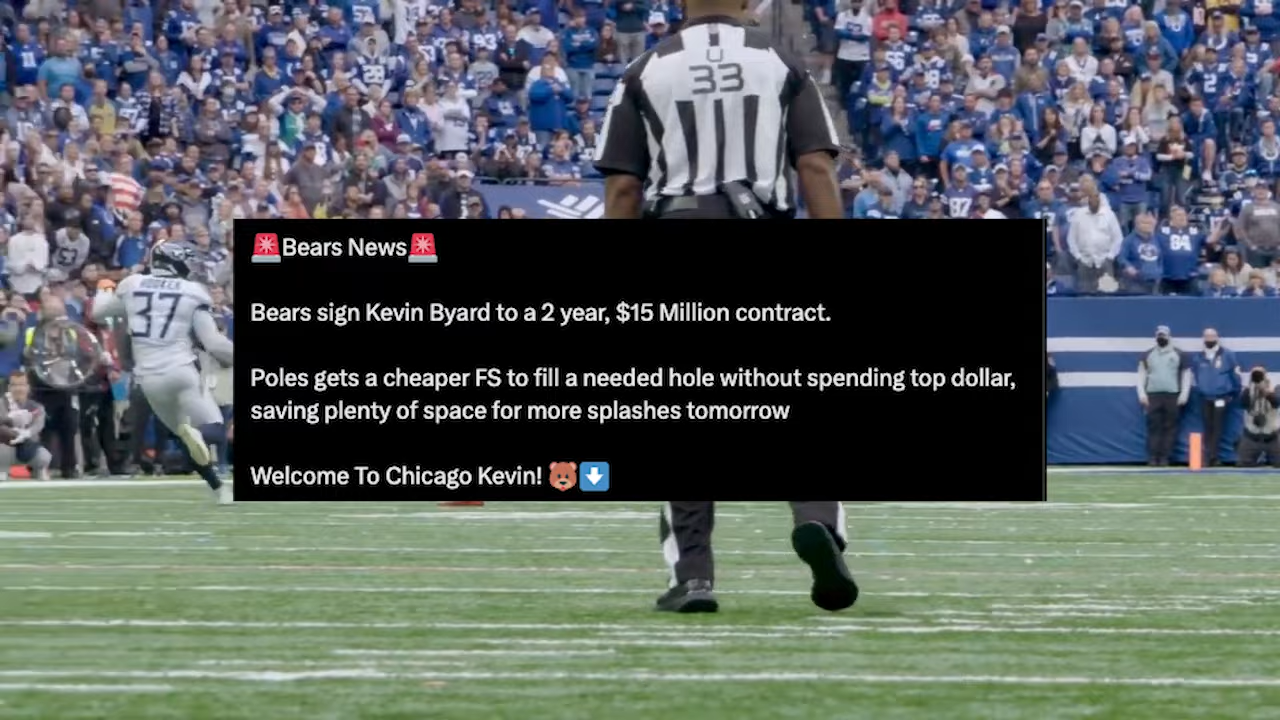 U
33
HOOKER
37
87
84
🚨Bears News🚨
Bears sign Kevin Byard to a 2 year, $15 Million contract.
Poles gets a cheaper FS to fill a needed hole without spending top dollar,
saving plenty of space for more splashes tomorrow
Welcome To Chicago Kevin! 🐻⬇️